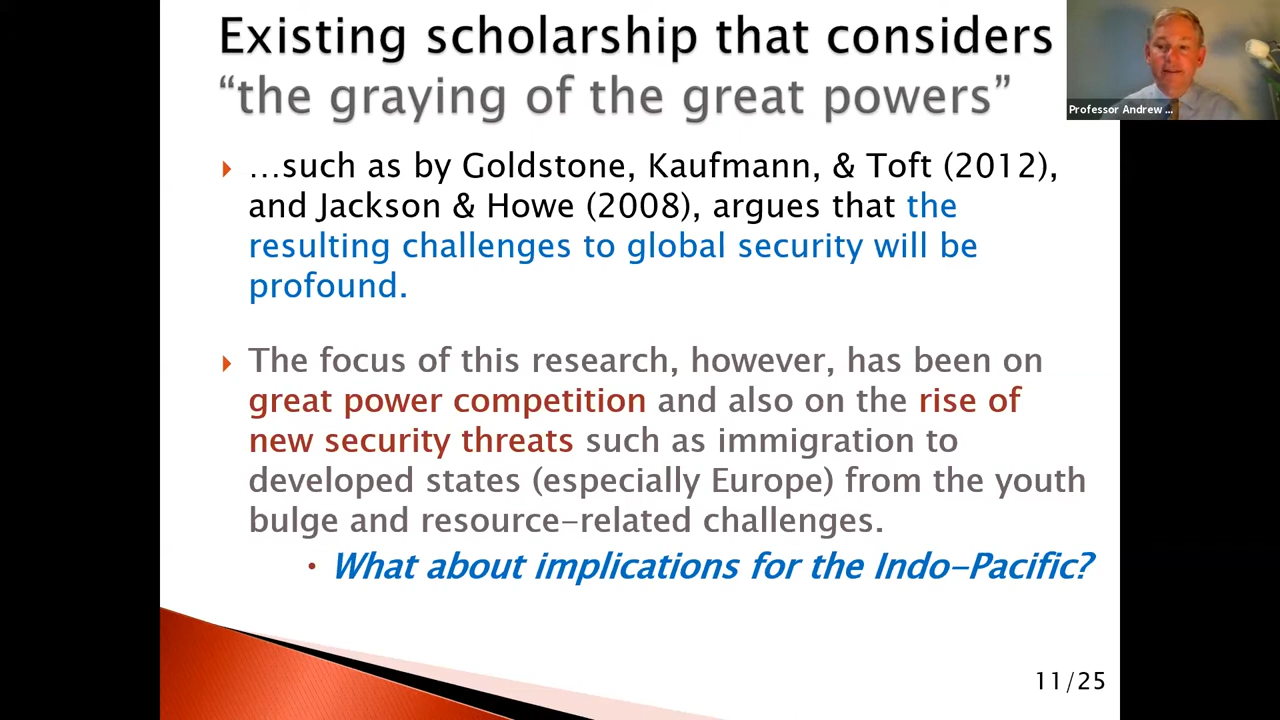 Existing scholarship that considers
“the graying of the great powers”
Professor Andrew ...
…such as by Goldstone, Kaufmann, & Toft (2012),
and Jackson & Howe (2008), argues that the
resulting challenges to global security will be
profound.
The focus of this research, however, has been on
great power competition and also on the rise of
new security threats such as immigration to
developed states (especially Europe) from the youth
bulge and resource-related challenges.
• What about implications for the Indo-Pacific?
11/25